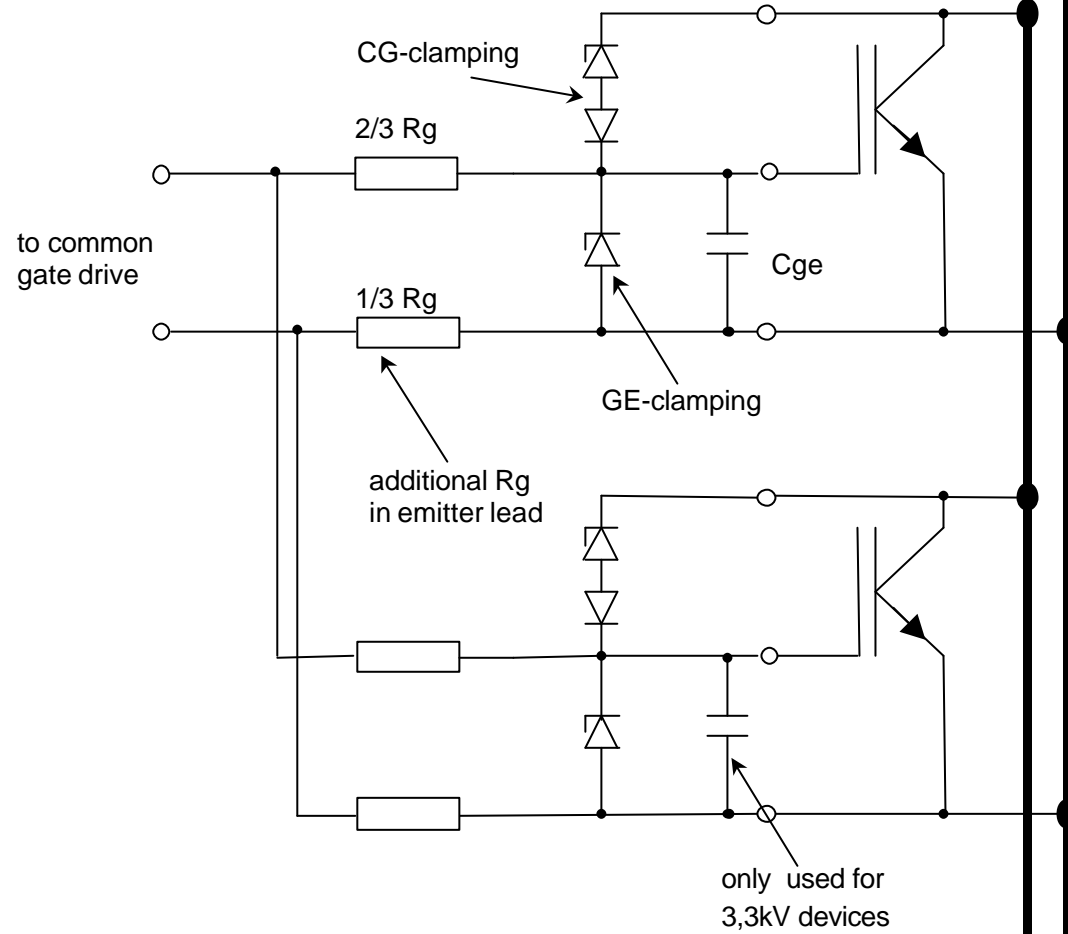 CG-clamping
2/3 Rg
to common
gate drive
Cge
1/3 Rg
GE-clamping
additional Rg
in emitter lead
only used for
3,3kV devices